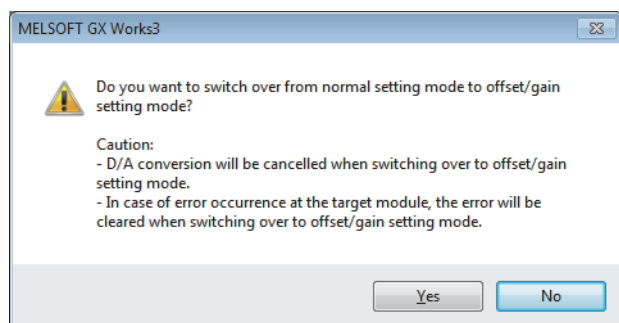 MELSOFT GX Works3
Do you want to switch over from normal setting mode to offset/gain
setting mode?
Caution:
- D/A conversion will be cancelled when switching over to offset/gain
setting mode.
- In case of error occurrence at the target module, the error will be
cleared when switching over to offset/gain setting mode.
Yes
No